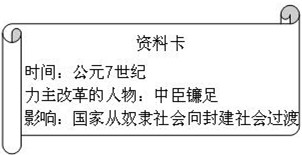 资料卡
时间：公元7世纪
力主改革的人物：中臣镰足
影响：国家从奴隶社会向封建社会过渡